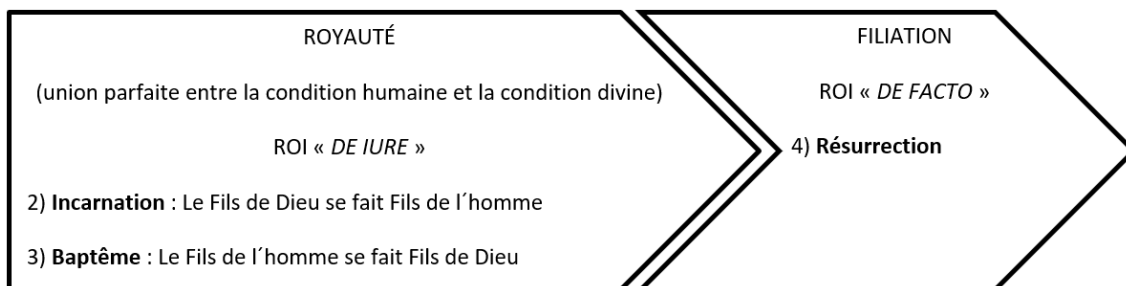 ROYAUTÉ
(union parfaite entre la condition humaine et la condition divine)
ROI « DE IURE »
2) Incarnation : Le Fils de Dieu se fait Fils de l´homme
3) Baptême : Le Fils de l´homme se fait Fils de Dieu
FILIATION
ROI « DE FACTO »
4) Résurrection